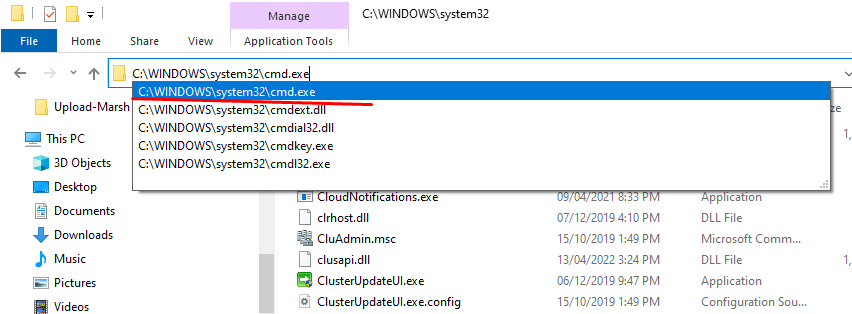 Manage
C:\WINDOWS\system32
File
Home
Share
View
Application Tools
C:\WINDOWS\system32\cmd.exe
C:\WINDOWS\system32\cmd.exe
C:\WINDOWS\system32\cmdext.dll
C:\WINDOWS\system32\cmdial32.dll
C:\WINDOWS\system32\cmdkey.exe
C:\WINDOWS\system32\cmdl32.exe
Upload-Marsh
This PC
3D Objects
Desktop
Documents
Downloads
Music
Pictures
Videos
ze
1,
CloudNotifications.exe 09/04/2021 8:33 PM Application
clrhost.dll 07/12/2019 4:10 PM DLL File
CluAdmin.msc 15/10/2019 1:49 PM Microsoft Comm...
clusapi.dll 13/04/2022 3:24 PM DLL File 1,
ClusterUpdateUI.exe 06/12/2019 9:47 PM Application
ClusterUpdateUI.exe.config 15/10/2019 1:49 PM Configuration Sou...